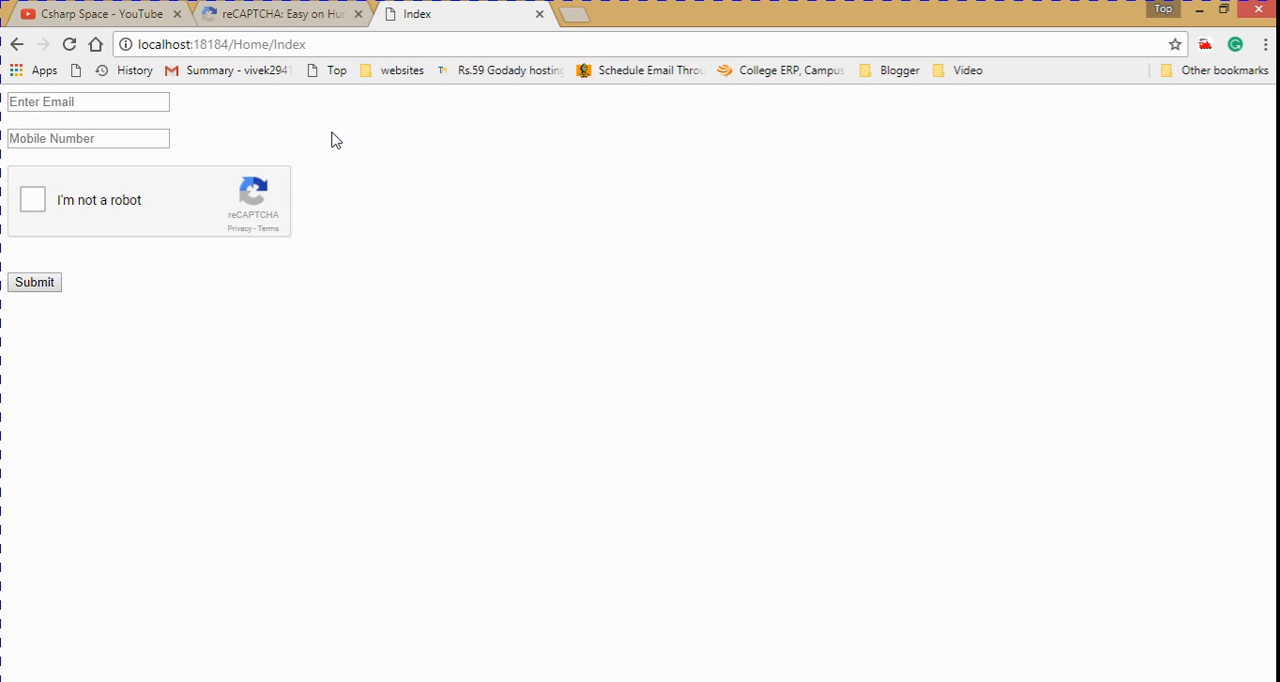 Csharp Space - YouTube reCAPTCHA: Easy on Hur Index Top
localhost:18184/Home/Index
Apps History Summary - vivek2941 Top websites Rs.59 Godady hosting Schedule Email Throu College ERP, Campus Blogger Video Other bookmarks
Enter Email
Mobile Number
I'm not a robot
reCAPTCHA
Privacy - Terms
Submit